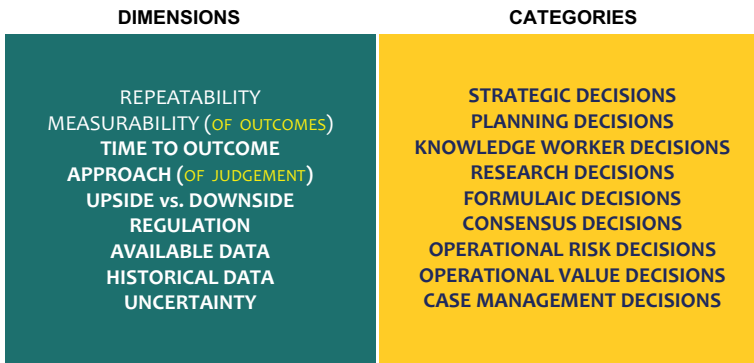 DIMENSIONS
REPEATABILITY
MEASURABILITY (OF OUTCOMES)
TIME TO OUTCOME
APPROACH (OF JUDGEMENT)
UPSIDE vs. DOWNSIDE
REGULATION
AVAILABLE DATA
HISTORICAL DATA
UNCERTAINTY
CATEGORIES
STRATEGIC DECISIONS
PLANNING DECISIONS
KNOWLEDGE WORKER DECISIONS
RESEARCH DECISIONS
FORMULAIC DECISIONS
CONSENSUS DECISIONS
OPERATIONAL RISK DECISIONS
OPERATIONAL VALUE DECISIONS
CASE MANAGEMENT DECISIONS